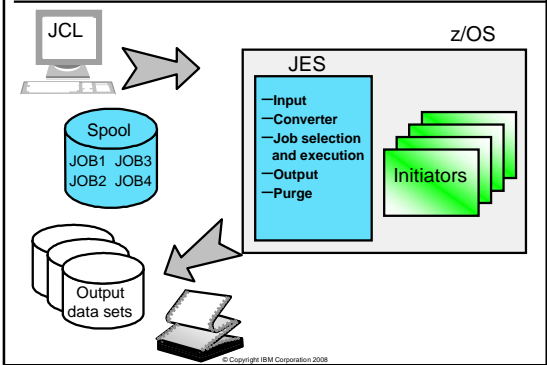 JCL
z/OS
JES
—Input
—Converter
—Job selection
and execution
—Output
—Purge
Initiators
Spool
JOB1 JOB3
JOB2 JOB4
Output
data sets
© Copyright IBM Corporation 2008